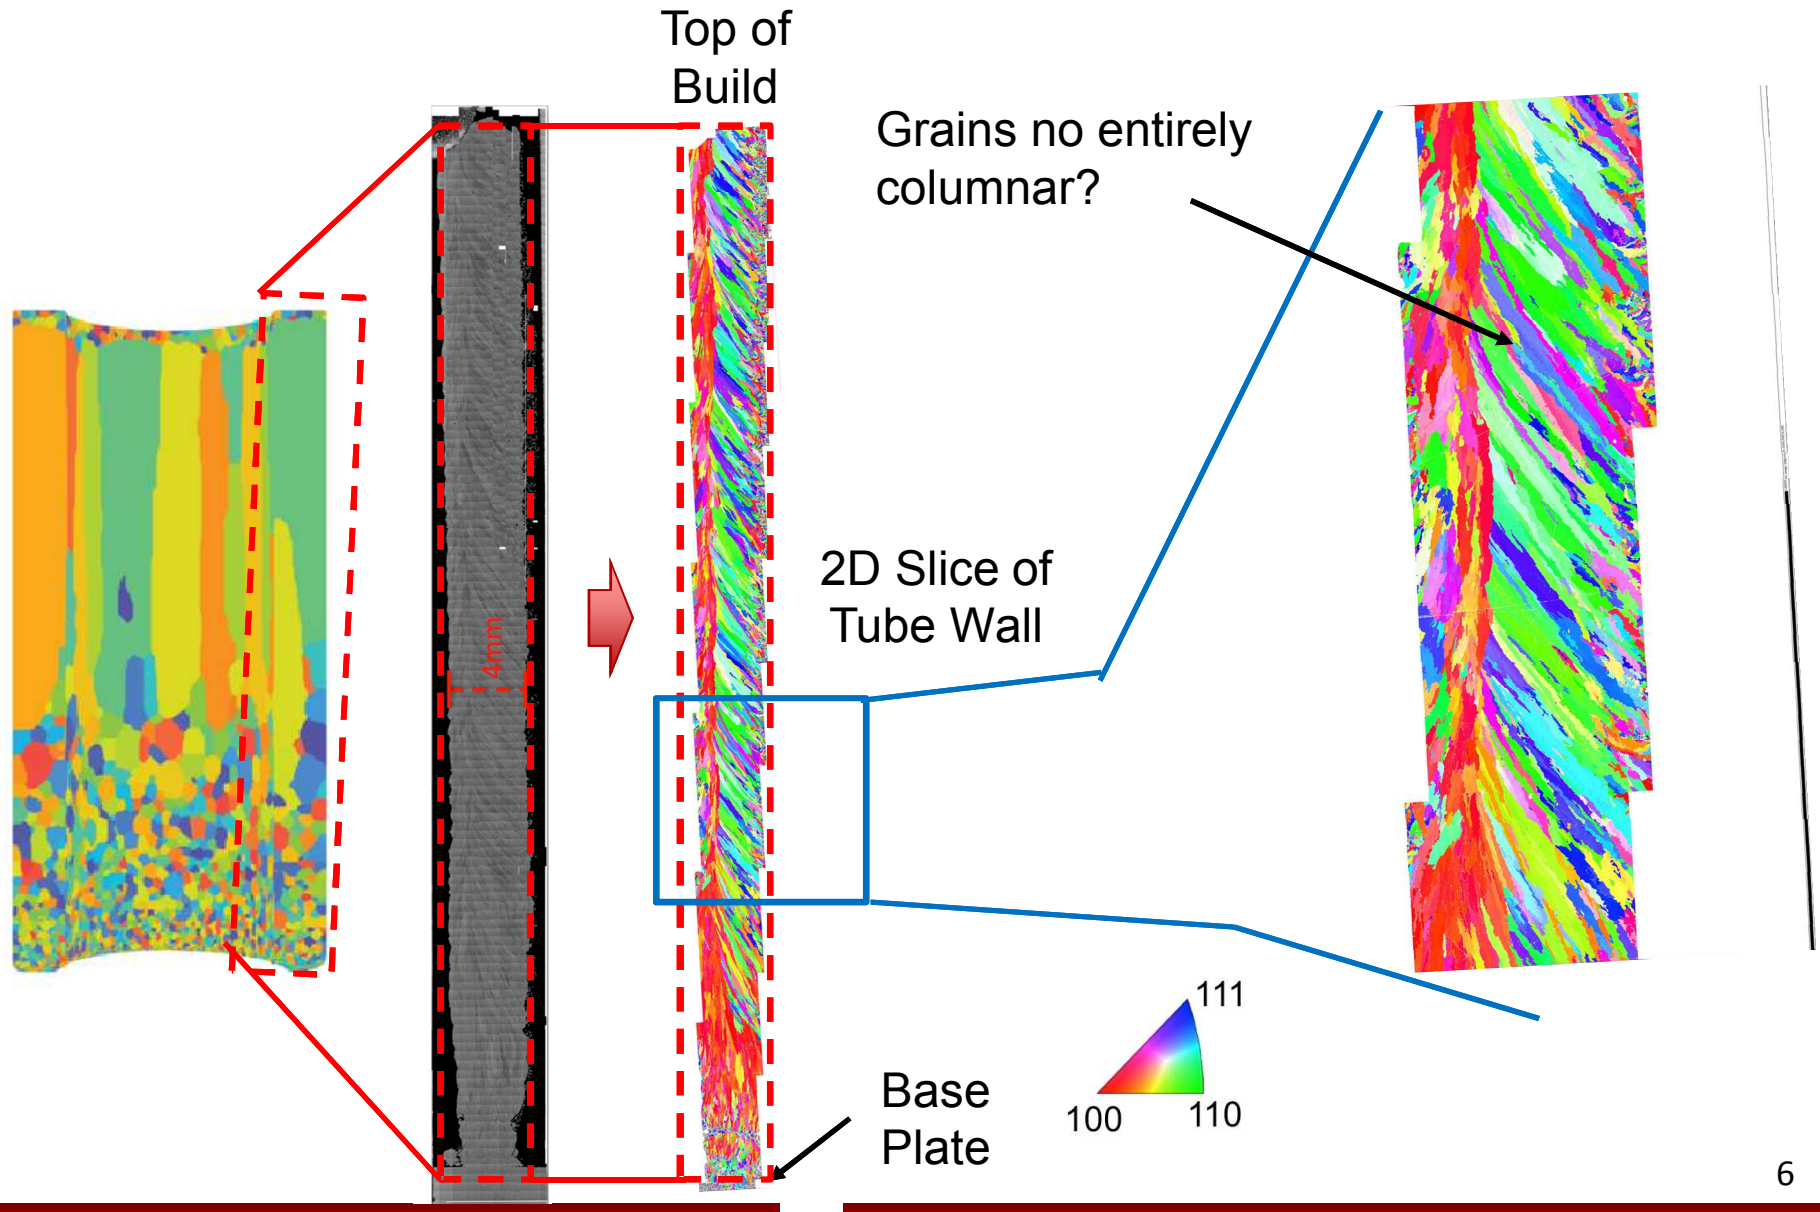 Top of
Build
Grains no entirely
columnar?
4mm
2D Slice of
Tube Wall
111
100
110
Base
Plate
6